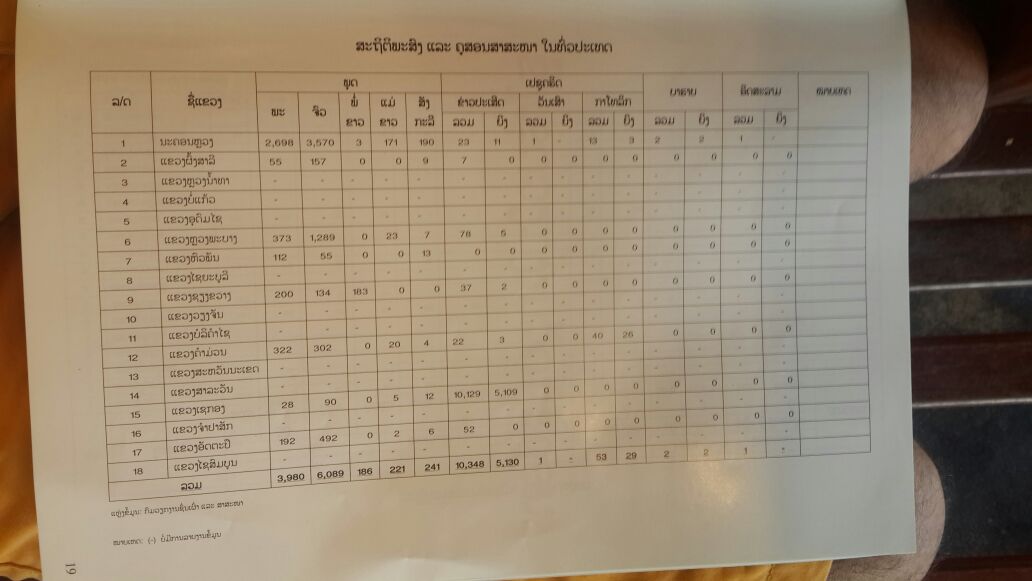 ສະຖິຕິພະສົງ ແລະ ຄູສອນສາສະໜາ ໃນທົ່ວປະເທດ
ລ/ດ ຊື່ແຂວງ ພຸດ ເຢຊູຄຣິດ ບາຮາຍ ອິດສະລາມ ໝາຍເຫດ
ພະ ຈົວ ພໍ່ຂາວ ແມ່ຂາວ ສັງກະລີ ຂ່າວປະເສີດ ວັນເສົາ ກາໂຕລິກ ລວມ ຍິງ ລວມ ຍິງ
ລວມ ຍິງ ລວມ ຍິງ ລວມ ຍິງ
1 ນະຄອນຫຼວງ 2,698 3,570 3 171 190 23 11 1 - 13 3 2 2 1 -
2 ແຂວງຜົ້ງສາລີ 55 157 0 0 9 7 0 0 0 0 0 0 0 0 0
3 ແຂວງຫຼວງນ້ຳທາ - - - - - - - - - - - - - - -
4 ແຂວງບໍ່ແກ້ວ - - - - - - - - - - - - - - -
5 ແຂວງອຸດົມໄຊ - - - - - - - - - - - - - - -
6 ແຂວງຫຼວງພະບາງ 373 1,289 0 23 7 78 5 0 0 0 0 0 0 0 0
7 ແຂວງຫົວພັນ 112 55 0 0 13 0 0 0 0 0 0 0 0 0 0
8 ແຂວງໄຊຍະບູລີ - - - - - - - - - - - - - - -
9 ແຂວງຊຽງຂວາງ 200 134 183 0 0 37 2 0 0 0 0 0 0 0 0
10 ແຂວງວຽງຈັນ - - - - - - - - - - - - - - -
11 ແຂວງບໍລິຄຳໄຊ - - - - - - - - - - - - - - -
12 ແຂວງຄຳມ່ວນ 322 302 0 20 4 22 3 0 0 40 26 0 0 0 0
13 ແຂວງສະຫວັນນະເຂດ - - - - - - - - - - - - - - -
14 ແຂວງສາລະວັນ - - - - - - - - - - - - - - -
15 ແຂວງເຊກອງ 28 90 0 5 12 10,129 5,109 0 0 0 0 0 0 0 0
16 ແຂວງຈຳປາສັກ - - - - - - - - - - - - - - -
17 ແຂວງອັດຕະປື 192 492 0 2 6 52 0 0 0 0 0 0 0 0 0
18 ແຂວງໄຊສົມບູນ - - - - - - - - - - - - - - -
ລວມ 3,980 6,089 186 221 241 10,348 5,130 1 - 53 29 2 2 1 -
ແຫຼ່ງຂໍ້ມູນ: ກົມວຽກງານຊົນເຜົ່າ ແລະ ສາສະໜາ
ໝາຍເຫດ: (-) ບໍ່ມີການລາຍງານຂໍ້ມູນ
19